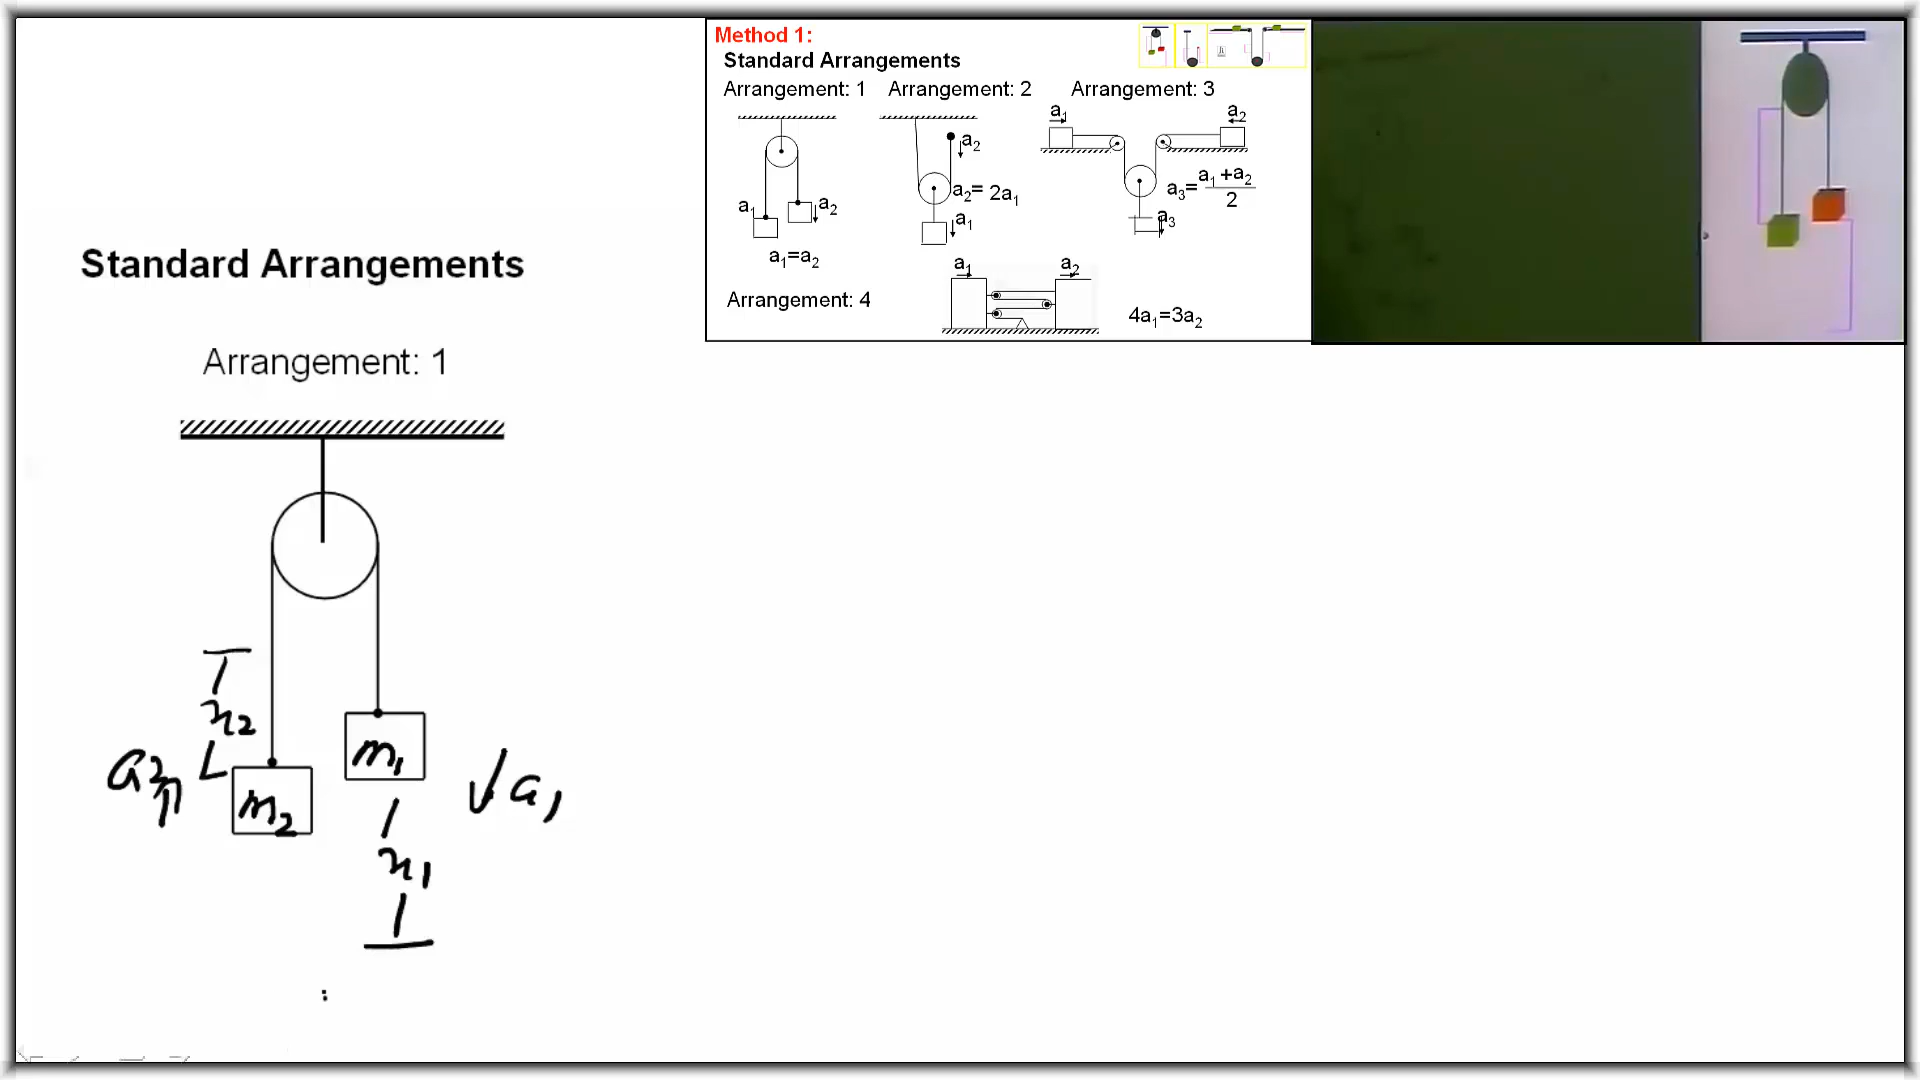 Method 1:
Standard Arrangements
Arrangement: 1 Arrangement: 2 Arrangement: 3
a1 a2
a2
a2= 2a1
a3= a1 +a2
2
a1 a2
a1
a3
a1=a2
a1 a2
Arrangement: 4
4a1=3a2
Standard Arrangements
Arrangement: 1
x2
a2
m2
m1
a1
x1